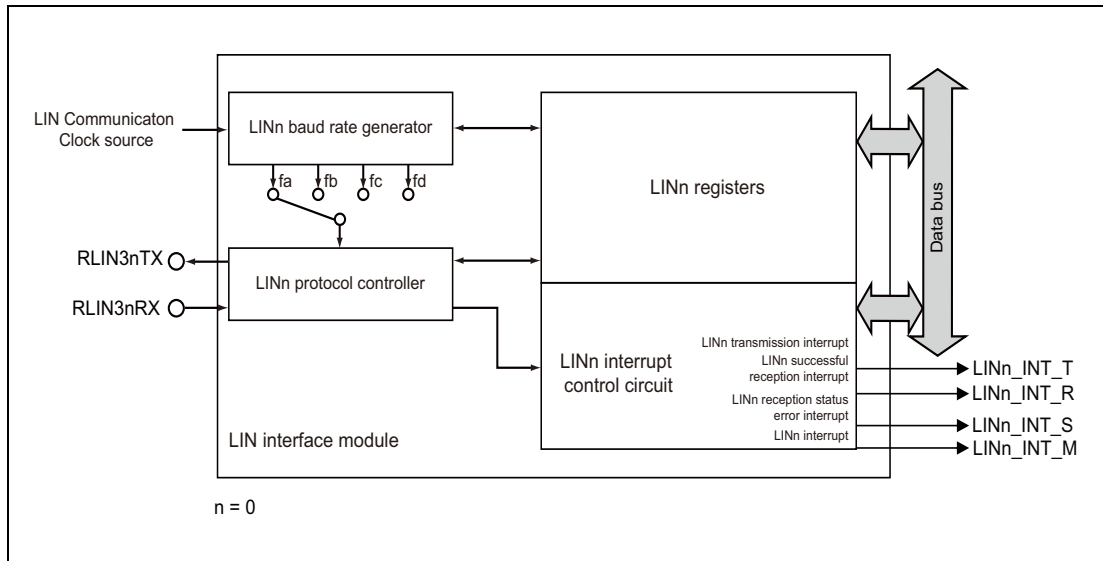 LIN Communicaton
Clock source
LINn baud rate generator
fa
fb
fc
fd
RLIN3nTX
RLIN3nRX
LINn protocol controller
LINn registers
Data bus
LINn interrupt
control circuit
LINn transmission interrupt
LINn successful
reception interrupt
LINn reception status
error interrupt
LINn interrupt
LINn_INT_T
LINn_INT_R
LINn_INT_S
LINn_INT_M
LIN interface module
n = 0